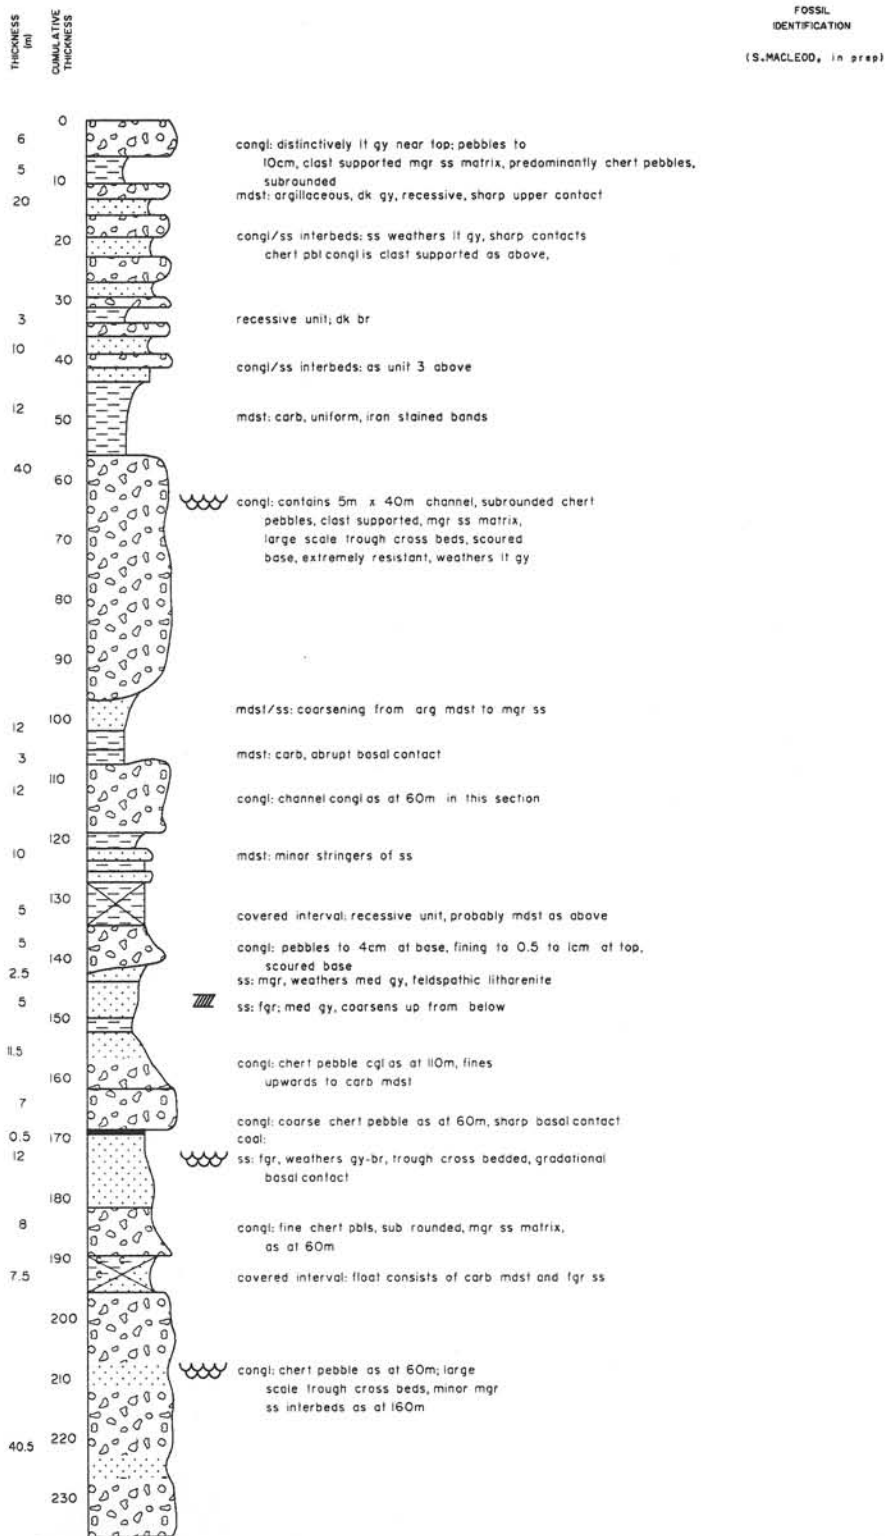 THICKNESS
(m)
CUMULATIVE
THICKNESS
FOSSIL
IDENTIFICATION
(S.MACLEOD, in prep)
0
6
congl: distinctively lt gy near top; pebbles to
10cm, clast supported mgr ss matrix, predominantly chert pebbles,
subrounded
5
10
mdst: argillaceous, dk gy, recessive, sharp upper contact
20
20
congl/ss interbeds: ss weathers lt gy, sharp contacts
chert pbl congl is clast supported as above,
30
3
recessive unit; dk br
10
40
congl/ss interbeds: as unit 3 above
12
50
mdst: carb, uniform, iron stained bands
40
60
congl: contains 5m x 40m channel, subrounded chert
pebbles, clast supported, mgr ss matrix,
large scale trough cross beds, scoured
base, extremely resistant, weathers lt gy
70
80
90
mdst/ss: coarsening from arg mdst to mgr ss
100
12
3
mdst: carb, abrupt basal contact
110
12
congl: channel congl as at 60m in this section
120
10
mdst: minor stringers of ss
130
5
covered interval: recessive unit, probably mdst as above
5
140
congl: pebbles to 4cm at base, fining to 0.5 to 1cm at top,
scoured base
2.5
ss: mgr, weathers med gy, feldspathic litharenite
5
ss: fgr; med gy, coarsens up from below
150
11.5
congl: chert pebble cgl as at 110m, fines
upwards to carb mdst
160
7
congl: coarse chert pebble as at 60m, sharp basal contact
0.5
170
coal:
12
ss: fgr, weathers gy-br, trough cross bedded, gradational
basal contact
180
8
congl: fine chert pbls, sub rounded, mgr ss matrix,
as at 60m
190
7.5
covered interval: float consists of carb mdst and fgr ss
200
210
congl: chert pebble as at 60m; large
scale trough cross beds, minor mgr
ss interbeds as at 160m
40.5
220
230